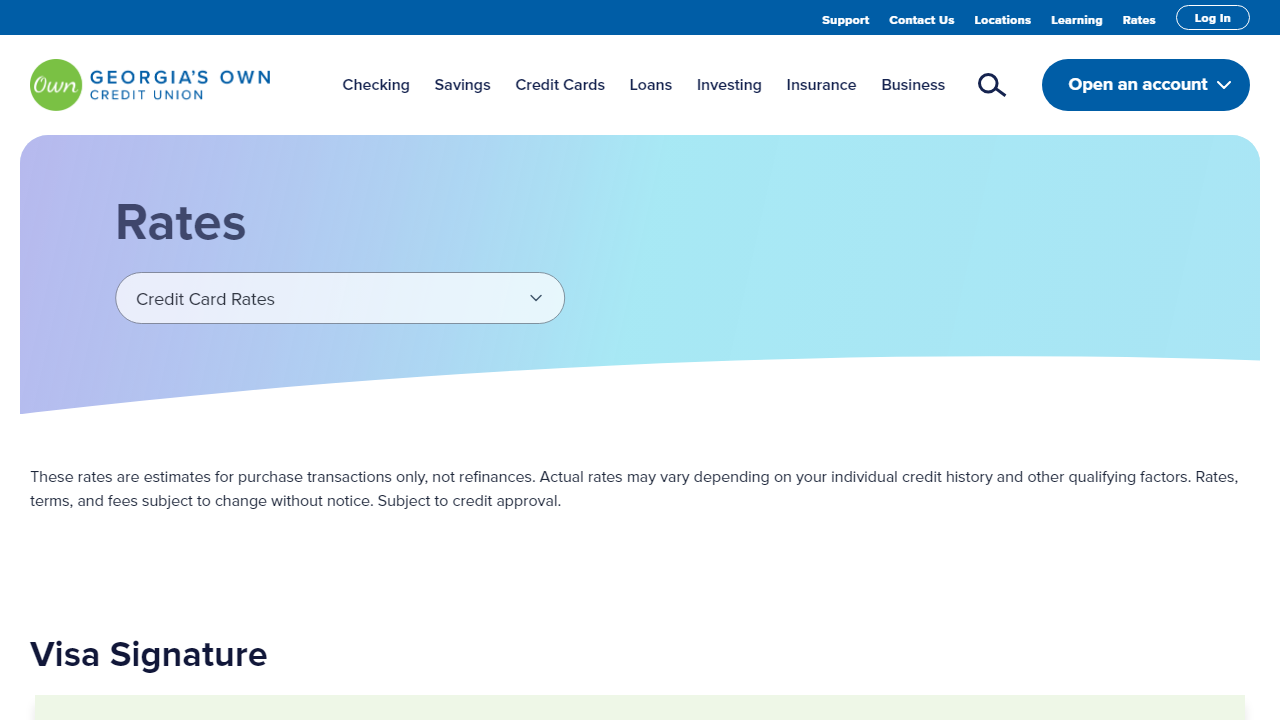 Support Contact Us Locations Learning Rates Log In
Own GEORGIA'S OWN
CREDIT UNION
Checking Savings Credit Cards Loans Investing Insurance Business Open an account
Rates
Credit Card Rates
These rates are estimates for purchase transactions only, not refinances. Actual rates may vary depending on your individual credit history and other qualifying factors. Rates,
terms, and fees subject to change without notice. Subject to credit approval.
Visa Signature